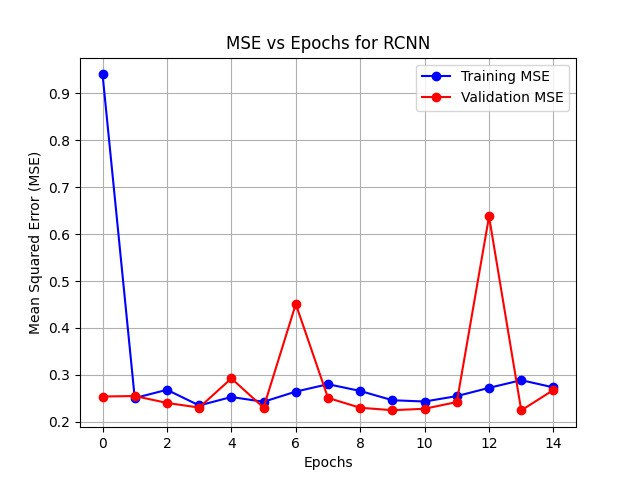 MSE vs Epochs for RCNN
Training MSE
Validation MSE
Mean Squared Error (MSE)
0.9
0.8
0.7
0.6
0.5
0.4
0.3
0.2
0 2 4 6 8 10 12 14
Epochs